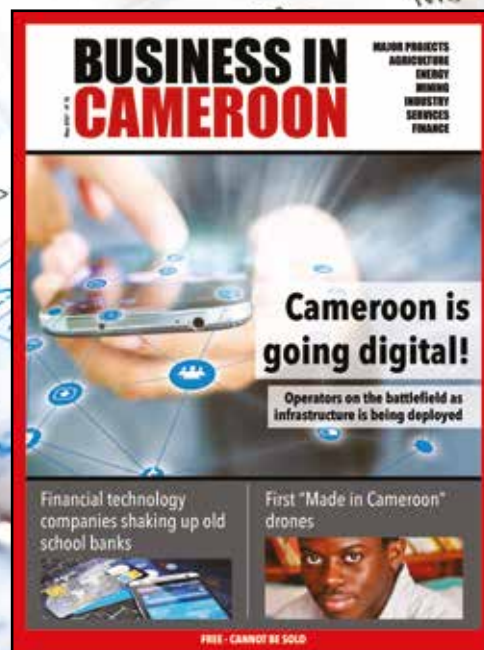 BUSINESS IN
CAMEROON
MAJOR PROJECTS
AGRICULTURE
ENERGY
MINING
INDUSTRY
SERVICES
FINANCE
Cameroon is
going digital!
Operators on the battlefield as
infrastructure is being deployed
Financial technology
companies shaking up old
school banks
First “Made in Cameroon”
drones
FREE - CANNOT BE SOLD